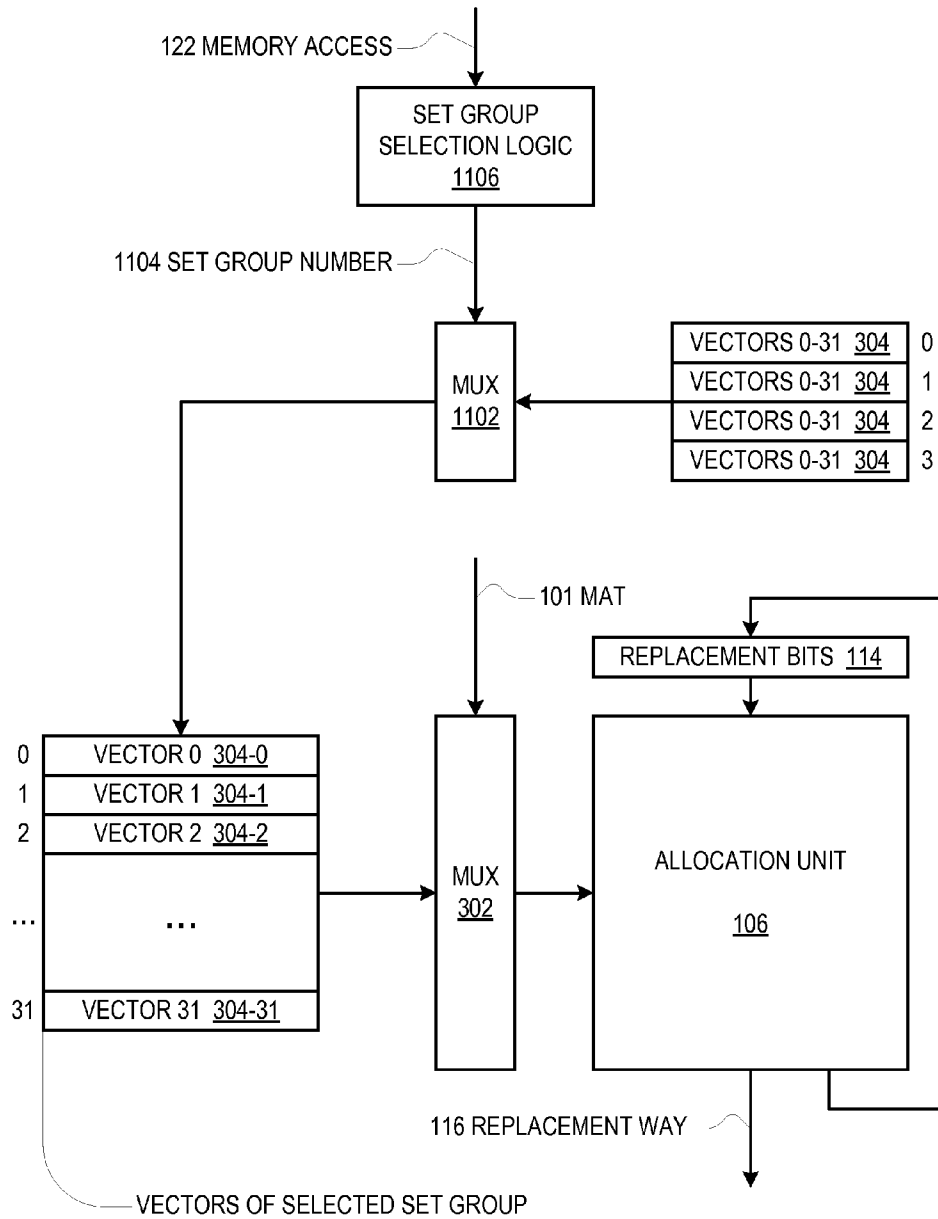 122 MEMORY ACCESS
SET GROUP
SELECTION LOGIC
1106
1104 SET GROUP NUMBER
MUX
1102
VECTORS 0-31 304 0
VECTORS 0-31 304 1
VECTORS 0-31 304 2
VECTORS 0-31 304 3
101 MAT
REPLACEMENT BITS 114
0 VECTOR 0 304-0
1 VECTOR 1 304-1
2 VECTOR 2 304-2
... ...
31 VECTOR 31 304-31
MUX
302
ALLOCATION UNIT
106
116 REPLACEMENT WAY
VECTORS OF SELECTED SET GROUP